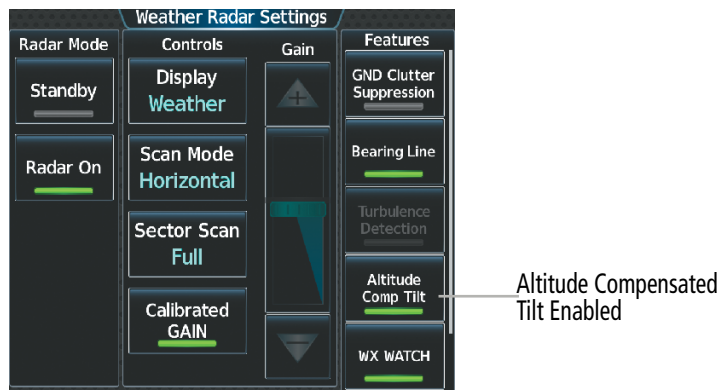 Weather Radar Settings
Radar Mode
Standby
Radar On
Controls
Display
Weather
Scan Mode
Horizontal
Sector Scan
Full
Calibrated
GAIN
Gain
Features
GND Clutter
Suppression
Bearing Line
Turbulence
Detection
Altitude
Comp Tilt
WX WATCH
Altitude Compensated
Tilt Enabled